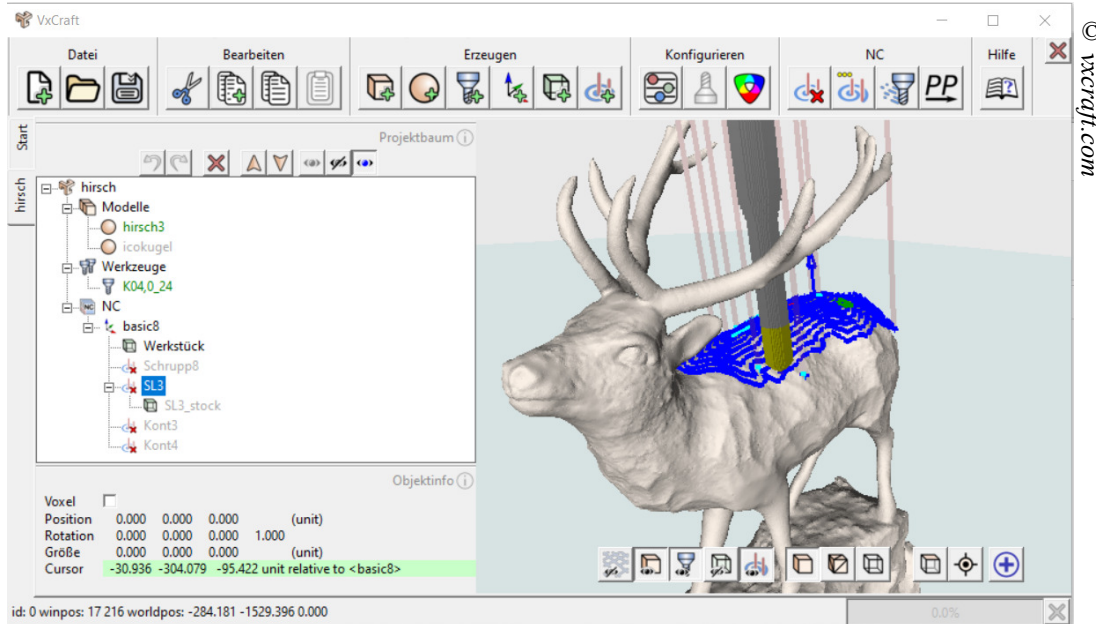 VxCraft
Datei Bearbeiten Erzeugen Konfigurieren NC Hilfe
PP
© vxcraft.com
Start
hirsch
Projektbaum
hirsch
Modelle
hirsch3
icokugel
Werkzeuge
K04,0_24
NC
basic8
Werkstück
Schrupp8
SL3
SL3_stock
Kont3
Kont4
Objektinfo
Voxel
Position 0.000 0.000 0.000 (unit)
Rotation 0.000 0.000 0.000 1.000
Größe 0.000 0.000 0.000 (unit)
Cursor -30.936 -304.079 -95.422 unit relative to <basic8>
id: 0 winpos: 17 216 worldpos: -284.181 -1529.396 0.000
0.0%